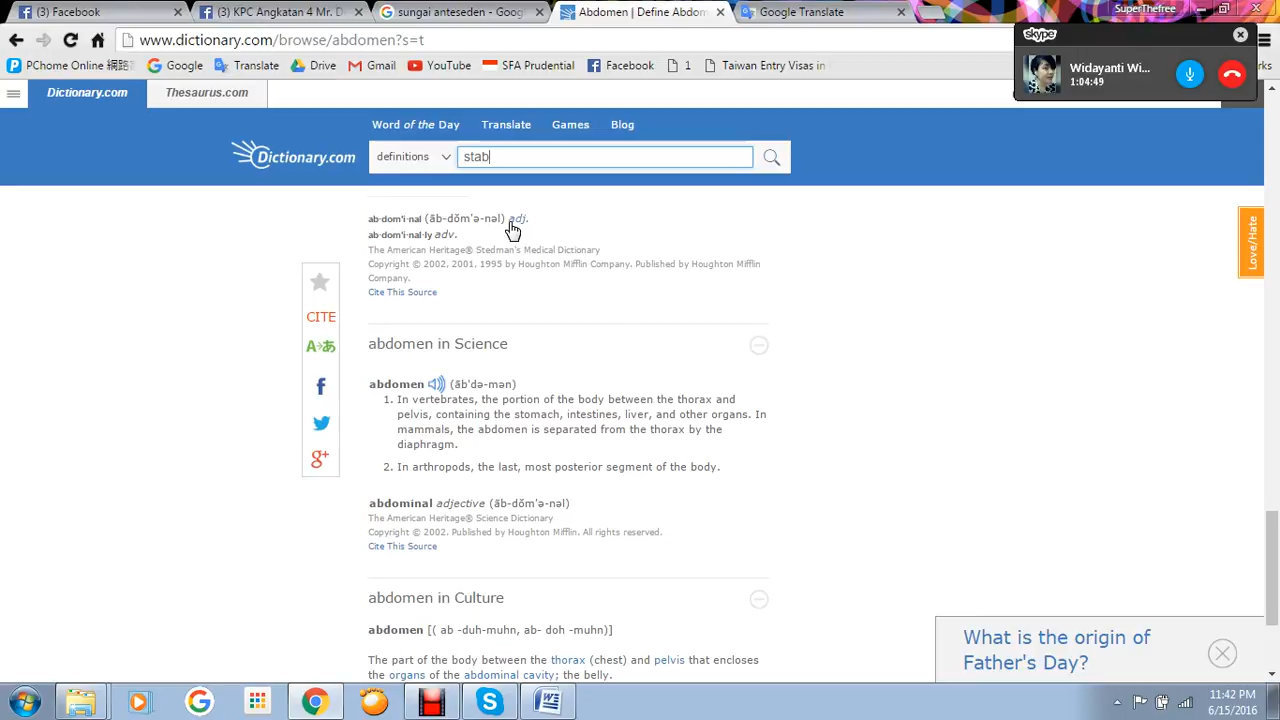 (3) Facebook
(3) KPC Angkatan 4 Mr. D
sungai antestab - Goog
Abdomen | Define Abdom
Google Translate
SuperThefree
www.dictionary.com/browse/abdomen?s=t
skype
Widayanti Wi...
1:04:49
PChome Online
Google
Translate
Drive
Gmail
YouTube
SFA Prudential
Facebook
1
Taiwan Entry Visas in
Dictionary.com
Thesaurus.com
Word of the Day
Translate
Games
Blog
Dictionary.com
definitions
stab
ab·dom'i·nal (āb-dŏm'ə-nəl) adj.
ab·dom'i·nal·ly adv.
The American Heritage® Stedman's Medical Dictionary
Copyright © 2002, 2001, 1995 by Houghton Mifflin Company. Published by Houghton Mifflin
Company.
Cite This Source
CITE
A→あ
Love/Hate
abdomen in Science
abdomen (āb'də-mən)
1. In vertebrates, the portion of the body between the thorax and
pelvis, containing the stomach, intestines, liver, and other organs. In
mammals, the abdomen is separated from the thorax by the
diaphragm.
2. In arthropods, the last, most posterior segment of the body.
abdominal adjective (āb-dŏm'ə-nəl)
The American Heritage® Science Dictionary
Copyright © 2002. Published by Houghton Mifflin. All rights reserved.
Cite This Source
abdomen in Culture
abdomen [( ab -duh-muhn, ab- doh -muhn)]
The part of the body between the thorax (chest) and pelvis that encloses
the organs of the abdominal cavity; the belly.
What is the origin of
Father's Day?
11:42 PM
6/15/2016